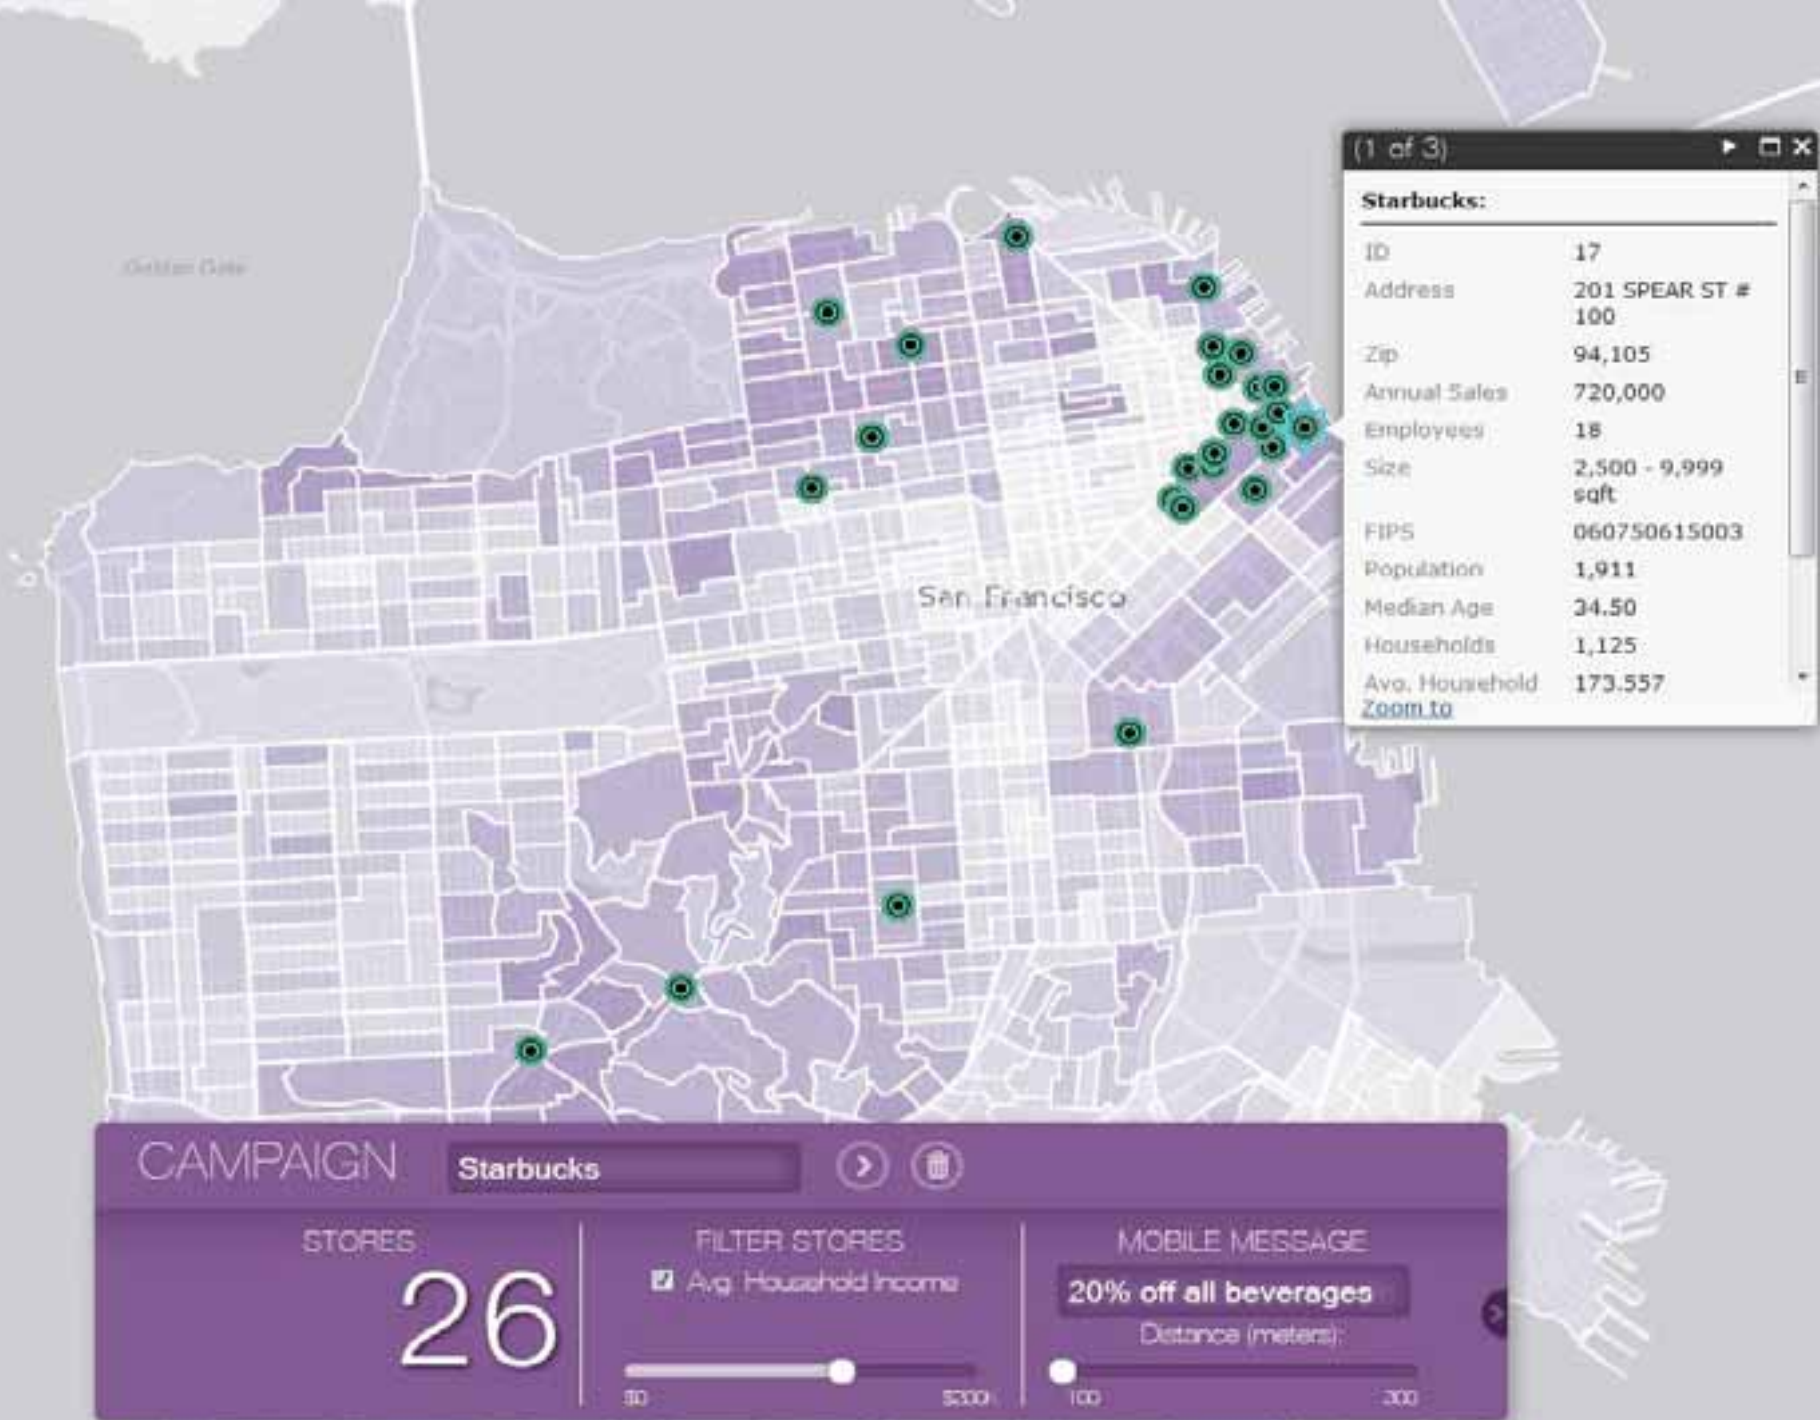 Golden Gate
(1 of 3)
Starbucks:
ID 17
Address 201 SPEAR ST #
100
Zip 94,105
Annual Sales 720,000
Employees 18
Size 2,500 - 9,999
sqft
FIPS 060750615003
Population 1,911
Median Age 34.50
Households 1,125
Avg. Household 173.557
Zoom to
San Francisco
CAMPAIGN Starbucks
STORES
26
FILTER STORES
Avg. Household Income
$0 $200K
MOBILE MESSAGE
20% off all beverages
Distance (meters):
100 300